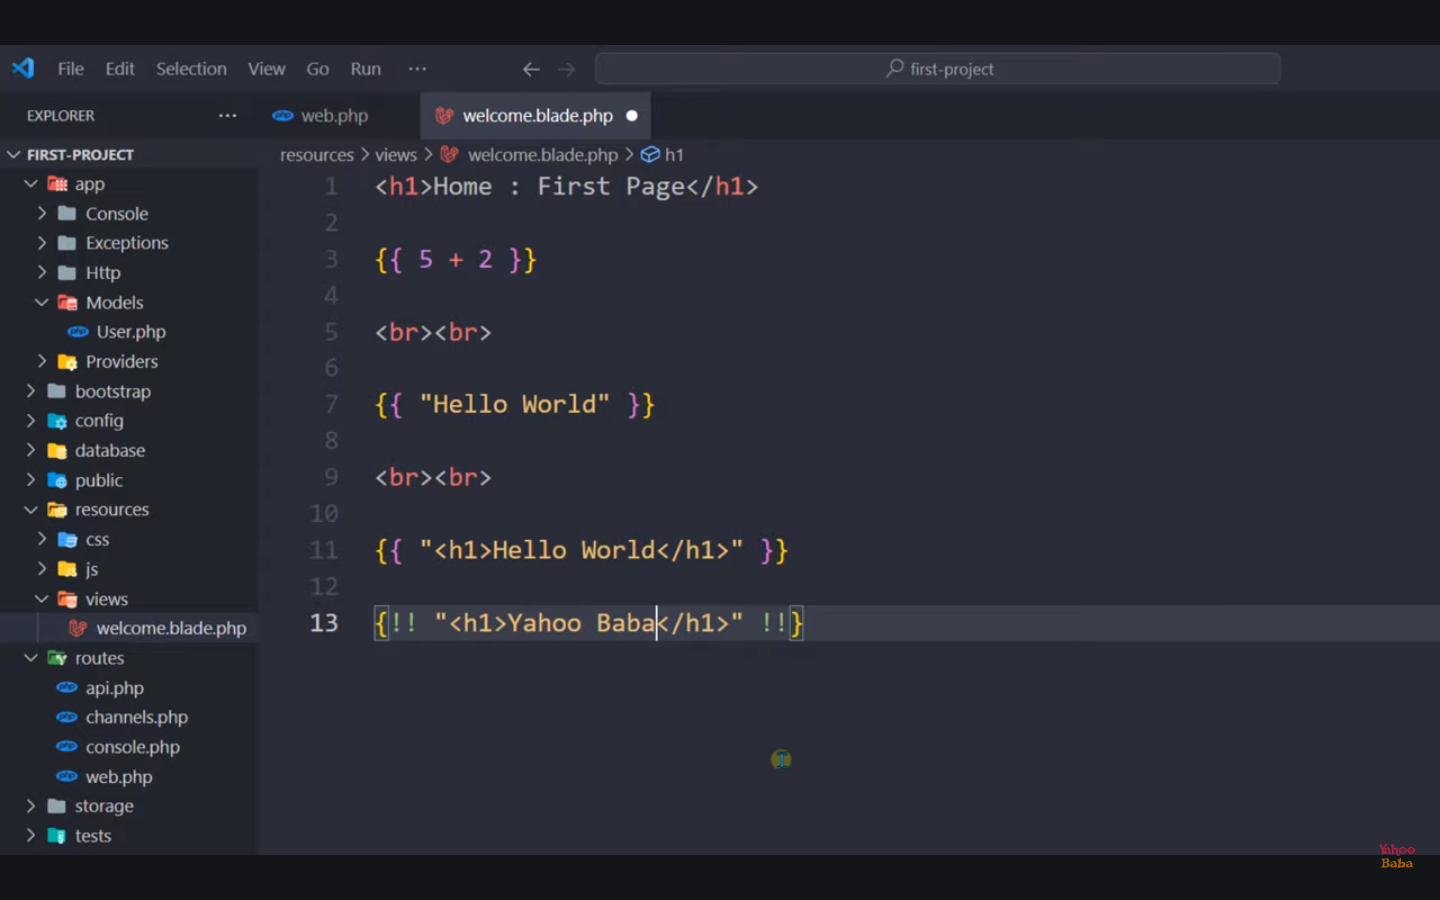 File Edit Selection View Go Run ···
first-project
EXPLORER ···
web.php
welcome.blade.php
FIRST-PROJECT
resources > views > welcome.blade.php > h1
app
Console
Exceptions
Http
Models
User.php
Providers
bootstrap
config
database
public
resources
css
js
views
welcome.blade.php
routes
api.php
channels.php
console.php
web.php
storage
tests
1 <h1>Home : First Page</h1>
2
3 {{ 5 + 2 }}
4
5 <br><br>
6
7 {{ "Hello World" }}
8
9 <br><br>
10
11 {{ "<h1>Hello World</h1>" }}
12
13 {!! "<h1>Yahoo Baba</h1>" !!}
Yahoo
Baba